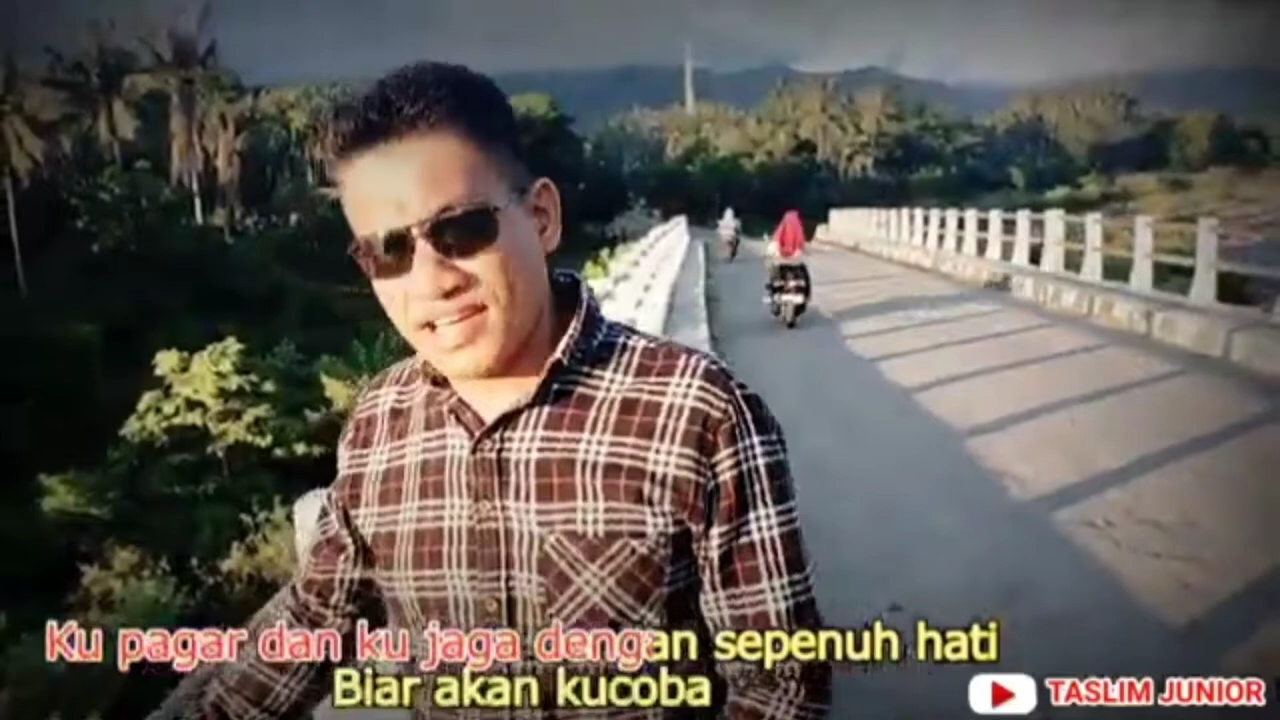 Ku pagar dan ku jaga dengan sepenuh hati
Biar akan kucoba
TASLIM JUNIOR